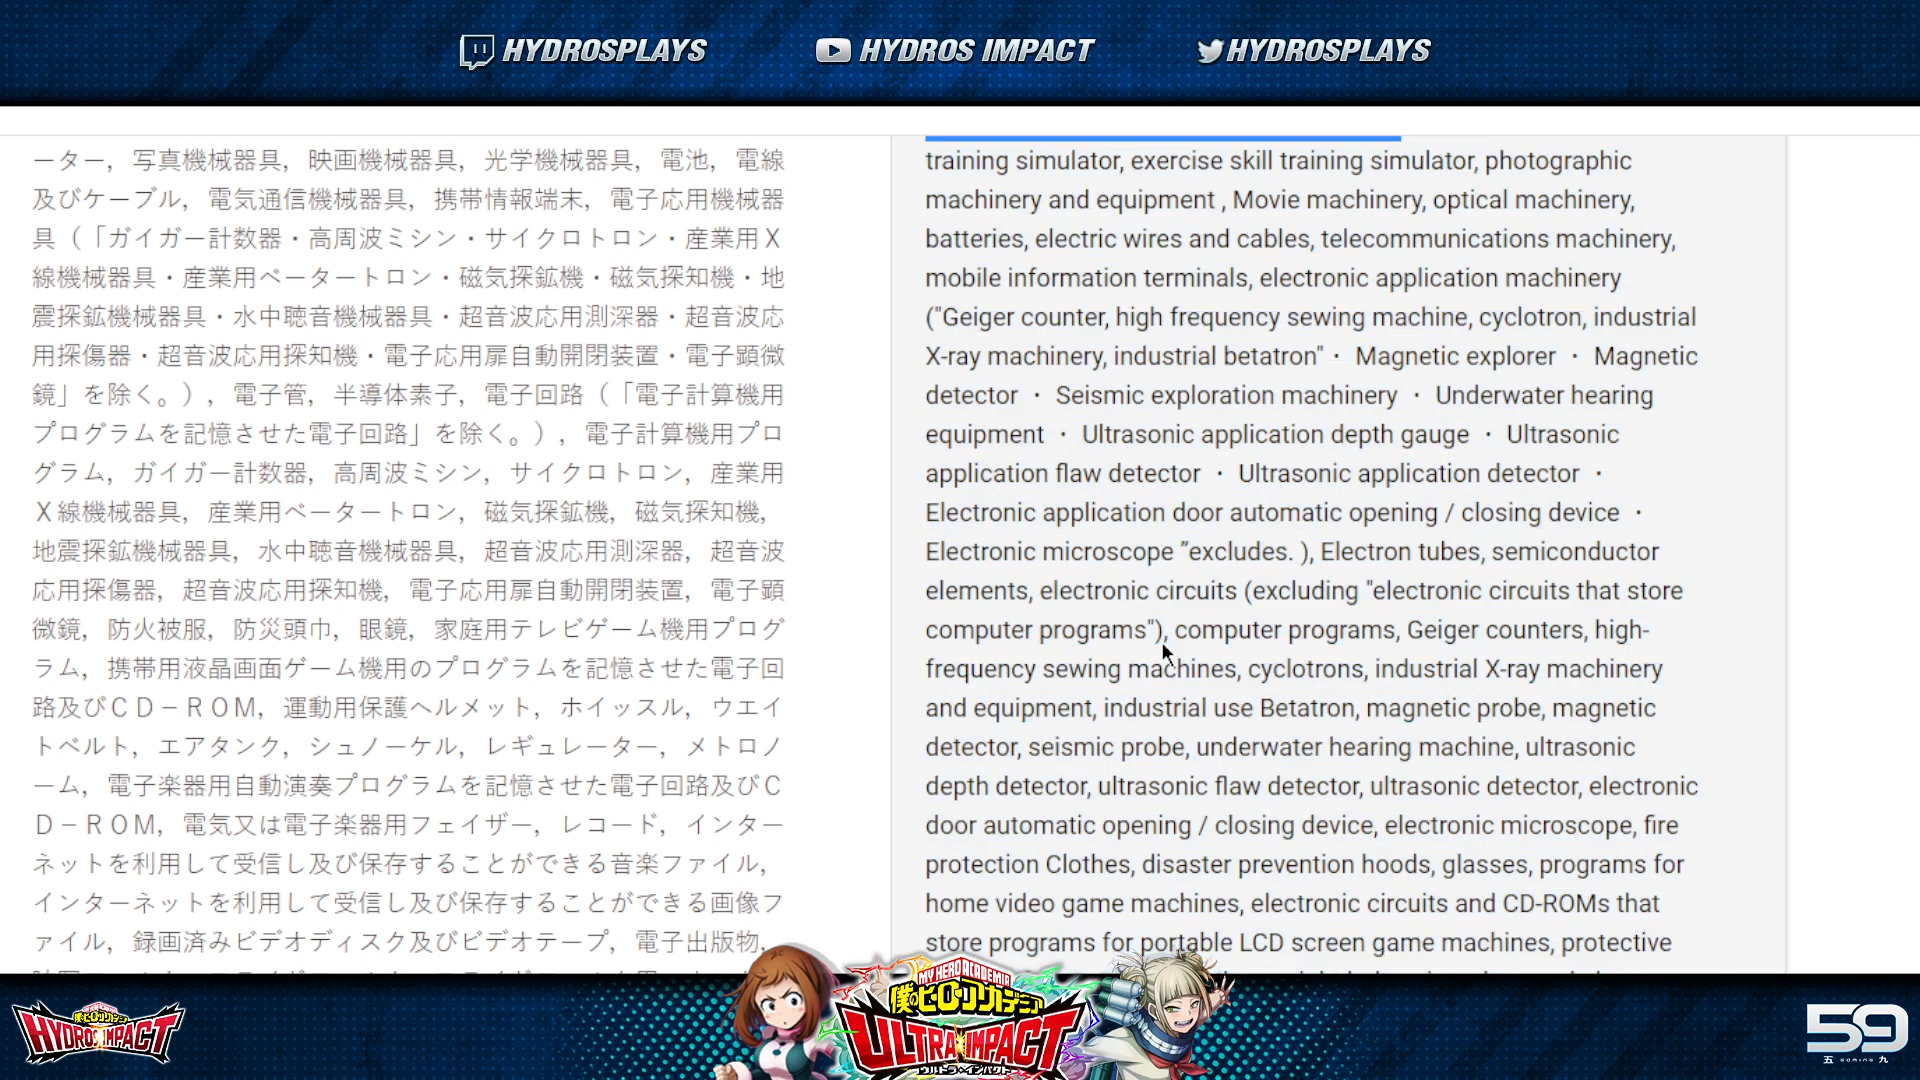 HYDROSPLAYS
HYDROS IMPACT
HYDROSPLAYS
ーター，写真機械器具，映画機械器具，光学機械器具，電池，電線
及びケーブル，電気通信機械器具，携帯情報端末，電子応用機械器
具（「ガイガー計数器・高周波ミシン・サイクロトロン・産業用Ｘ
線機械器具・産業用ベータートロン・磁気探鉱機・磁気探知機・地
震探鉱機械器具・水中聴音機械器具・超音波応用測深器・超音波応
用探傷器・超音波応用探知機・電子応用扉自動開閉装置・電子顕微
鏡」を除く。），電子管，半導体素子，電子回路（「電子計算機用
プログラムを記憶させた電子回路」を除く。），電子計算機用プロ
グラム，ガイガー計数器，高周波ミシン，サイクロトロン，産業用
Ｘ線機械器具，産業用ベータートロン，磁気探鉱機，磁気探知機，
地震探鉱機械器具，水中聴音機械器具，超音波応用測深器，超音波
応用探傷器，超音波応用探知機，電子応用扉自動開閉装置，電子顕
微鏡，防火被服，防災頭巾，眼鏡，家庭用テレビゲーム機用プログ
ラム，携帯用液晶画面ゲーム機用のプログラムを記憶させた電子回
路及びＣＤ－ＲＯＭ，運動用保護ヘルメット，ホイッスル，ウエイ
トベルト，エアタンク，シュノーケル，レギュレーター，メトロノ
ーム，電子楽器用自動演奏プログラムを記憶させた電子回路及びＣ
Ｄ－ＲＯＭ，電気又は電子楽器用フェイザー，レコード，インター
ネットを利用して受信し及び保存することができる音楽ファイル，
インターネットを利用して受信し及び保存することができる画像フ
ァイル，録画済みビデオディスク及びビデオテープ，電子出版物，
training simulator, exercise skill training simulator, photographic
machinery and equipment , Movie machinery, optical machinery,
batteries, electric wires and cables, telecommunications machinery,
mobile information terminals, electronic application machinery
("Geiger counter, high frequency sewing machine, cyclotron, industrial
X-ray machinery, industrial betatron"・ Magnetic explorer ・ Magnetic
detector ・ Seismic exploration machinery ・ Underwater hearing
equipment ・ Ultrasonic application depth gauge ・ Ultrasonic
application flaw detector ・ Ultrasonic application detector ・
Electronic application door automatic opening / closing device ・
Electronic microscope ”excludes. ), Electron tubes, semiconductor
elements, electronic circuits (excluding "electronic circuits that store
computer programs"), computer programs, Geiger counters, high-
frequency sewing machines, cyclotrons, industrial X-ray machinery
and equipment, industrial use Betatron, magnetic probe, magnetic
detector, seismic probe, underwater hearing machine, ultrasonic
depth detector, ultrasonic flaw detector, ultrasonic detector, electronic
door automatic opening / closing device, electronic microscope, fire
protection Clothes, disaster prevention hoods, glasses, programs for
home video game machines, electronic circuits and CD-ROMs that
store programs for portable LCD screen game machines, protective
HYDROS IMPACT
MY HERO ACADEMIA
僕のヒーローアカデミア
ULTRA IMPACT
ウルトラインパクト
59
五 GAMING 九